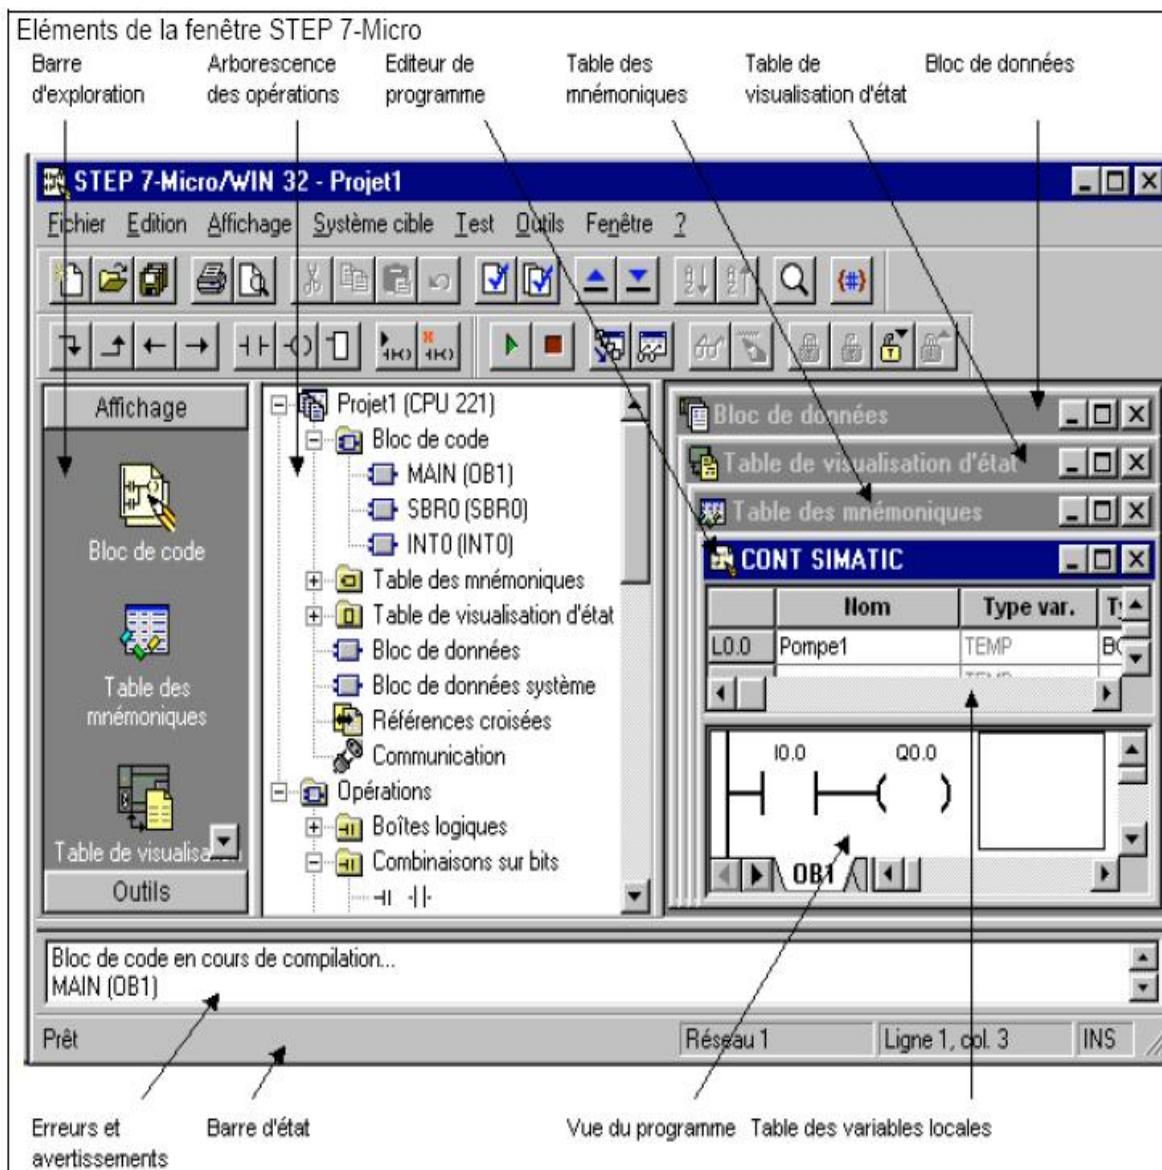 Eléments de la fenêtre STEP 7-Micro
Barre
d'exploration
Arborescence
des opérations
Editeur de
programme
Table des
mnémoniques
Table de
visualisation d'état
Bloc de données
STEP 7-Micro/WIN 32 - Projet1
Fichier Edition Affichage Système cible Test Outils Fenêtre ?
Affichage
Bloc de code
Table des
mnémoniques
Table de visualisa
Outils
Projet1 (CPU 221)
Bloc de code
MAIN (OB1)
SBR0 (SBR0)
INT0 (INT0)
Table des mnémoniques
Table de visualisation d'état
Bloc de données
Bloc de données système
Références croisées
Communication
Opérations
Boîtes logiques
Combinaisons sur bits
Bloc de données
Table de visualisation d'état
Table des mnémoniques
CONT SIMATIC
Nom Type var.
L0.0 Pompe1 TEMP
TEMP
I0.0 Q0.0
OB1
Bloc de code en cours de compilation...
MAIN (OB1)
Prêt Réseau 1 Ligne 1, col. 3 INS
Erreurs et
avertissements
Barre d'état
Vue du programme
Table des variables locales